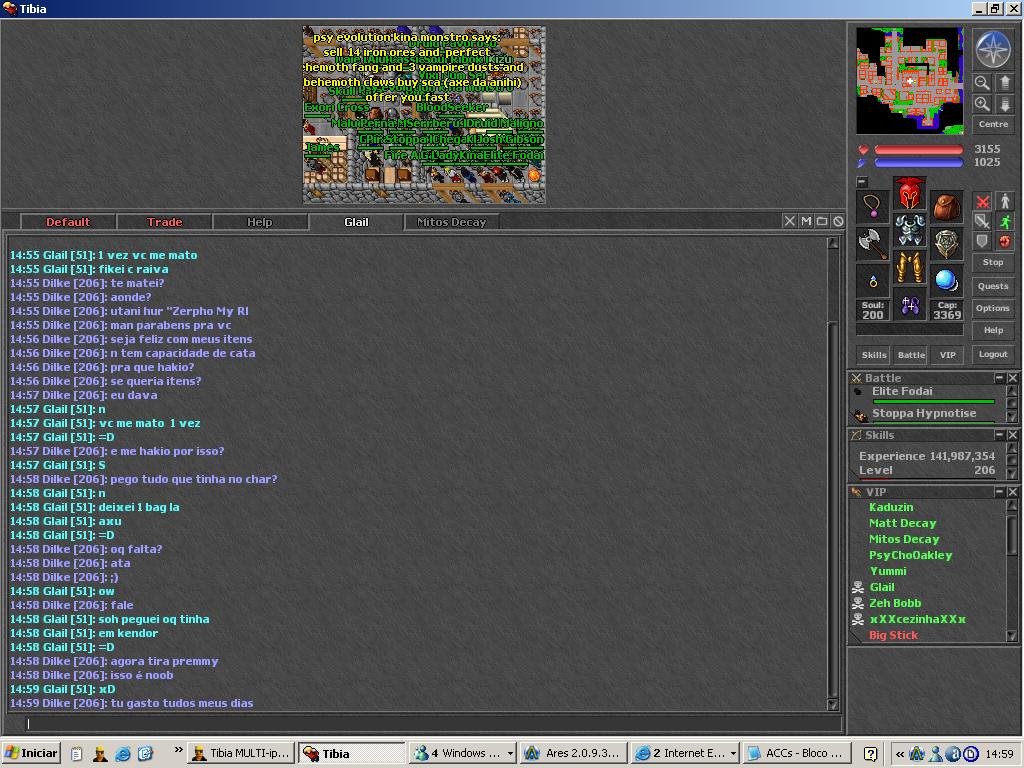 Tibia
psy evolution kina monstro says:
sell 14 iron ores and perfect
behemoth fang and 3 vampire dusts and
behemoth claws buy sca (axe da anihi)
offer you fast
Exori Cross
BloodSeeker
James
Elite Fodai
Centre
3155
1025
Soul:
200
Cap:
3369
Stop
Quests
Options
Help
Skills Battle VIP Logout
Default Trade Help Glail Mitos Decay
14:55 Glail [51]: 1 vez vc me mato
14:55 Glail [51]: fikei c raiva
14:55 Dilke [206]: te matei?
14:55 Dilke [206]: aonde?
14:55 Dilke [206]: utani hur "Zerpho My Rl
14:55 Dilke [206]: man parabens pra vc
14:56 Dilke [206]: seja feliz com meus itens
14:56 Dilke [206]: n tem capacidade de cata
14:56 Dilke [206]: pra que hakio?
14:56 Dilke [206]: se queria itens?
14:57 Dilke [206]: eu dava
14:57 Glail [51]: n
14:57 Glail [51]: vc me mato 1 vez
14:57 Glail [51]: =D
14:57 Dilke [206]: e me hakio por isso?
14:57 Glail [51]: S
14:58 Dilke [206]: pego tudo que tinha no char?
14:58 Glail [51]: n
14:58 Glail [51]: deixei 1 bag la
14:58 Glail [51]: axu
14:58 Glail [51]: =D
14:58 Dilke [206]: oq falta?
14:58 Dilke [206]: ata
14:58 Dilke [206]: ;)
14:58 Glail [51]: ow
14:58 Dilke [206]: fale
14:58 Glail [51]: soh peguei oq tinha
14:58 Glail [51]: em kendor
14:58 Glail [51]: =D
14:58 Dilke [206]: agora tira premmy
14:58 Dilke [206]: isso é noob
14:59 Glail [51]: xD
14:59 Dilke [206]: tu gasto tudos meus dias
Battle
Elite Fodai
Stoppa Hypnotise
Skills
Experience 141,987,354
Level 206
VIP
Kaduzin
Matt Decay
Mitos Decay
PsyChoOakley
Yummi
Glail
Zeh Bobb
xXXcezinhaXXx
Big Stick
Iniciar
Tibia MULTI-ip...
Tibia
4 Windows ...
Ares 2.0.9.3...
2 Internet E...
ACCs - Bloco ...
14:59